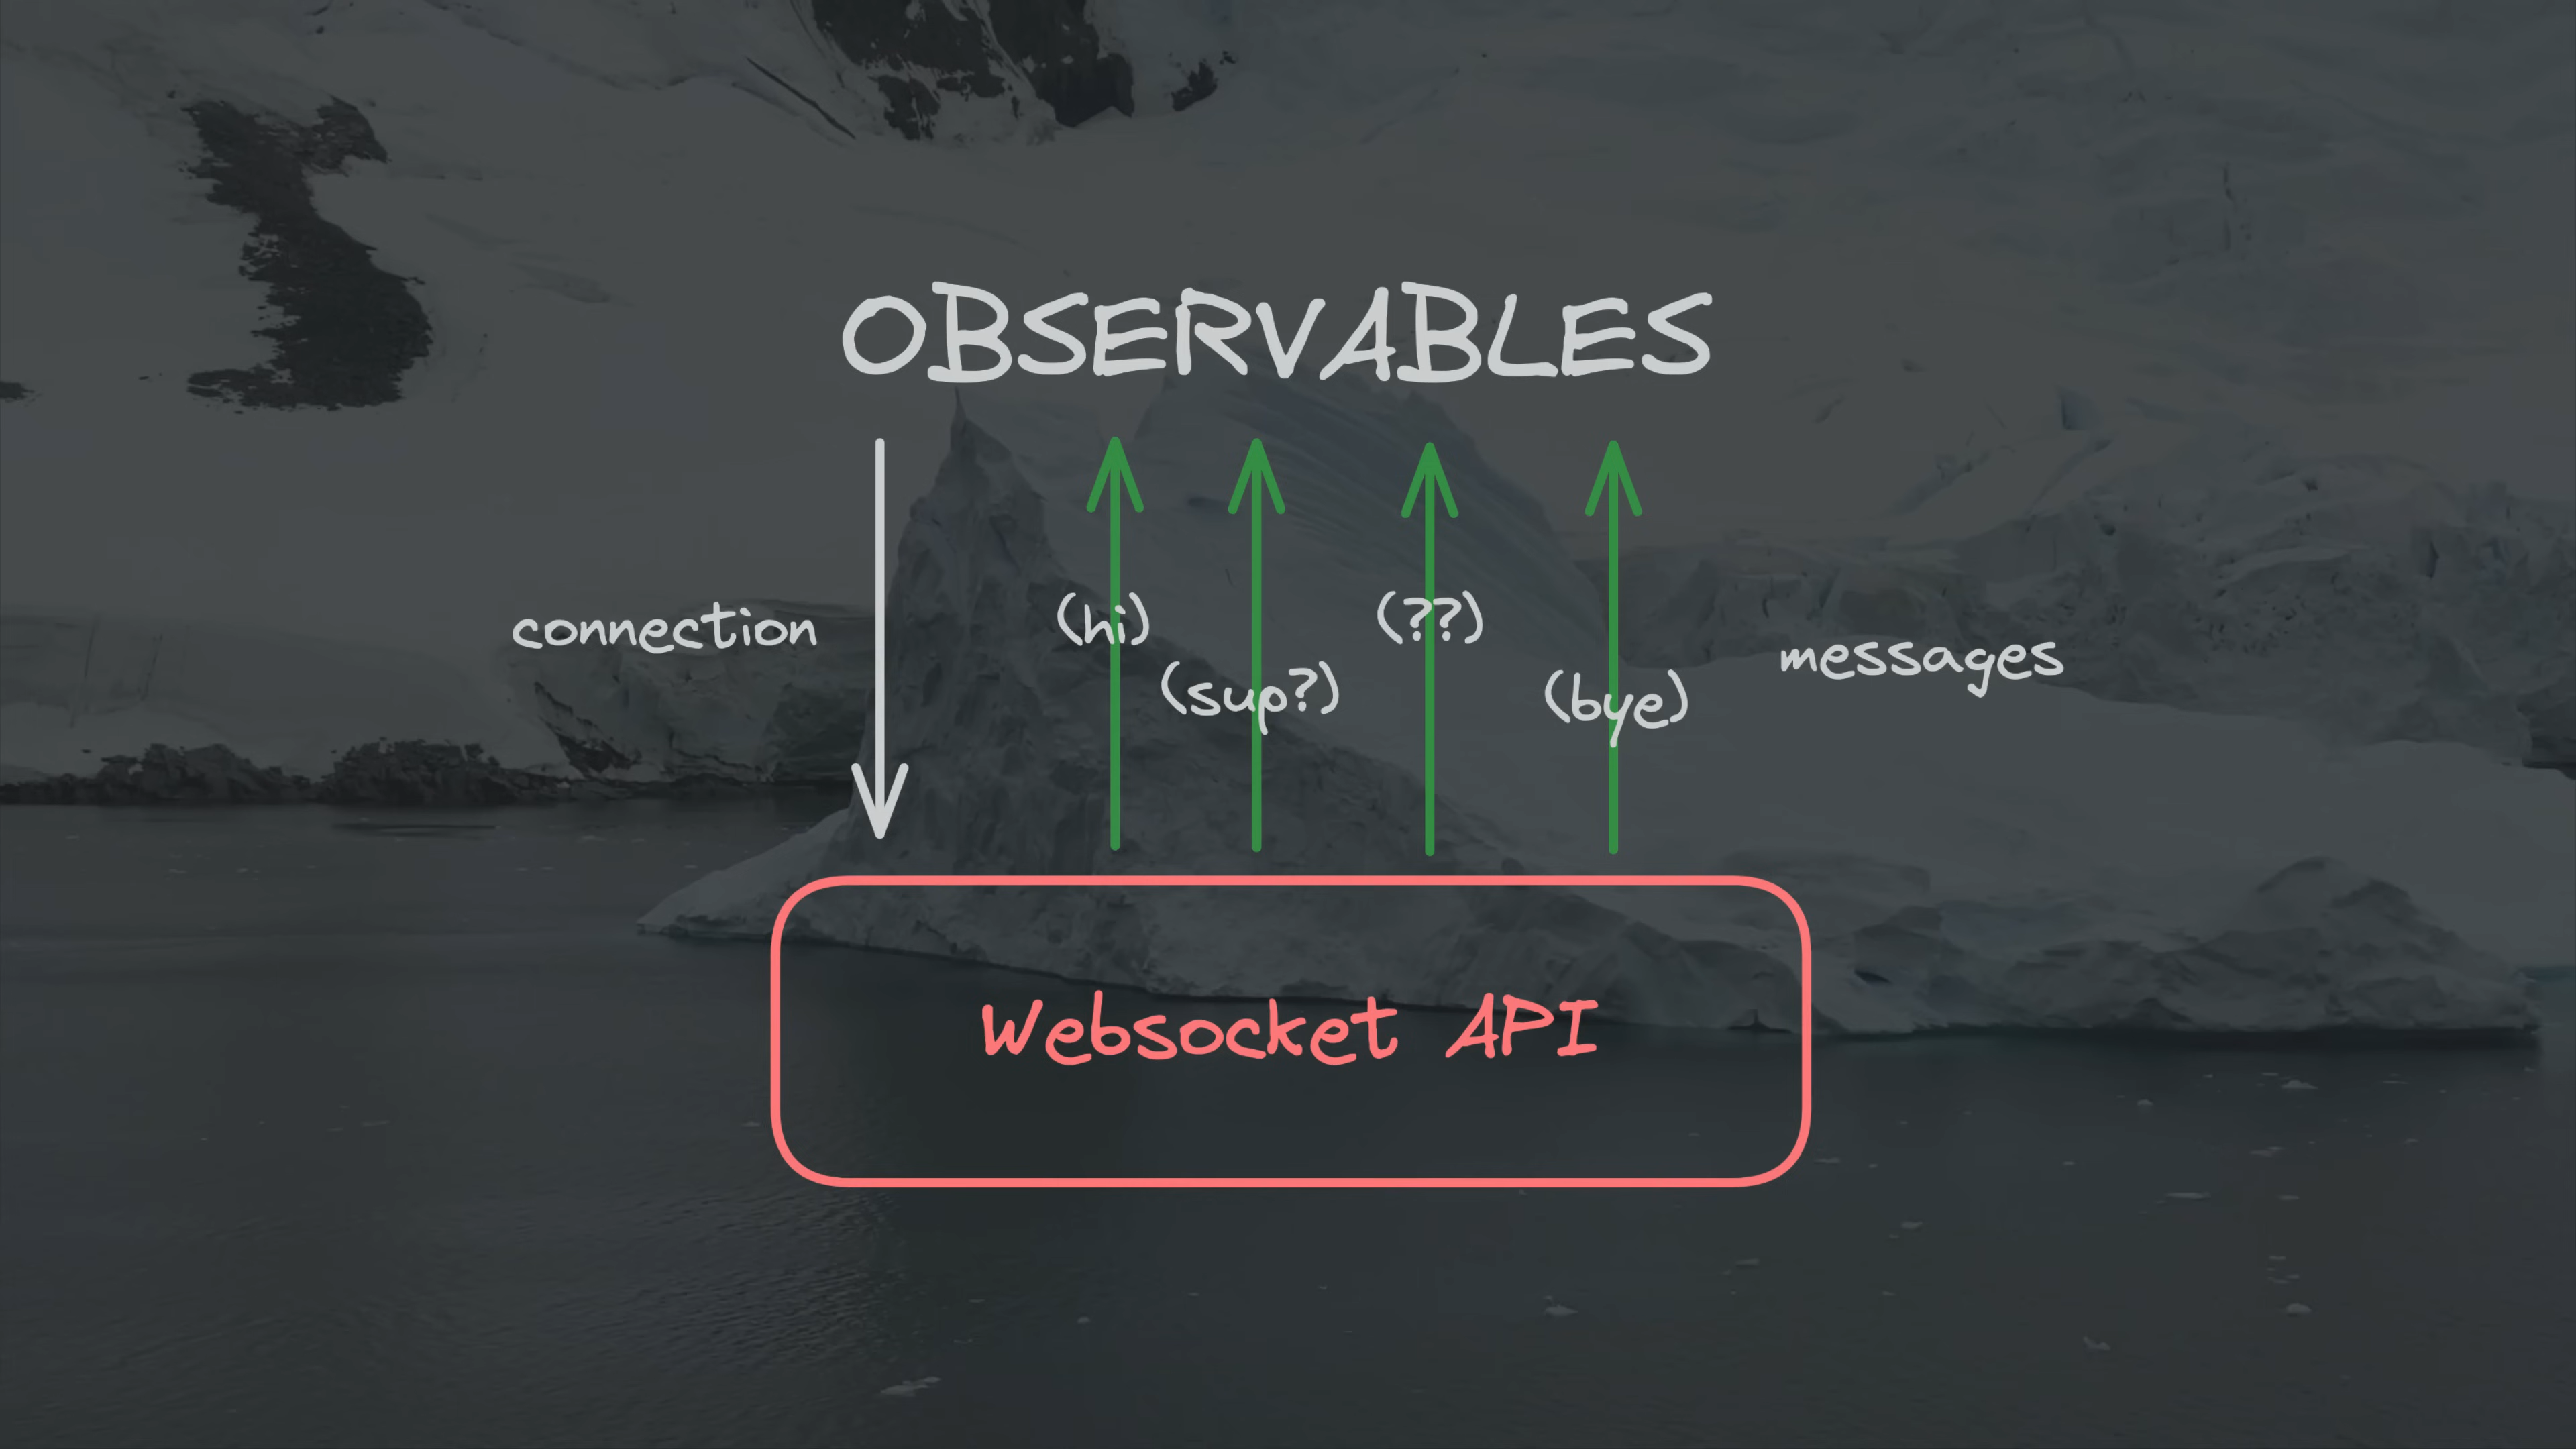 OBSERVABLES
connection
(hi)
(sup?)
(??)
(bye)
messages
Websocket API